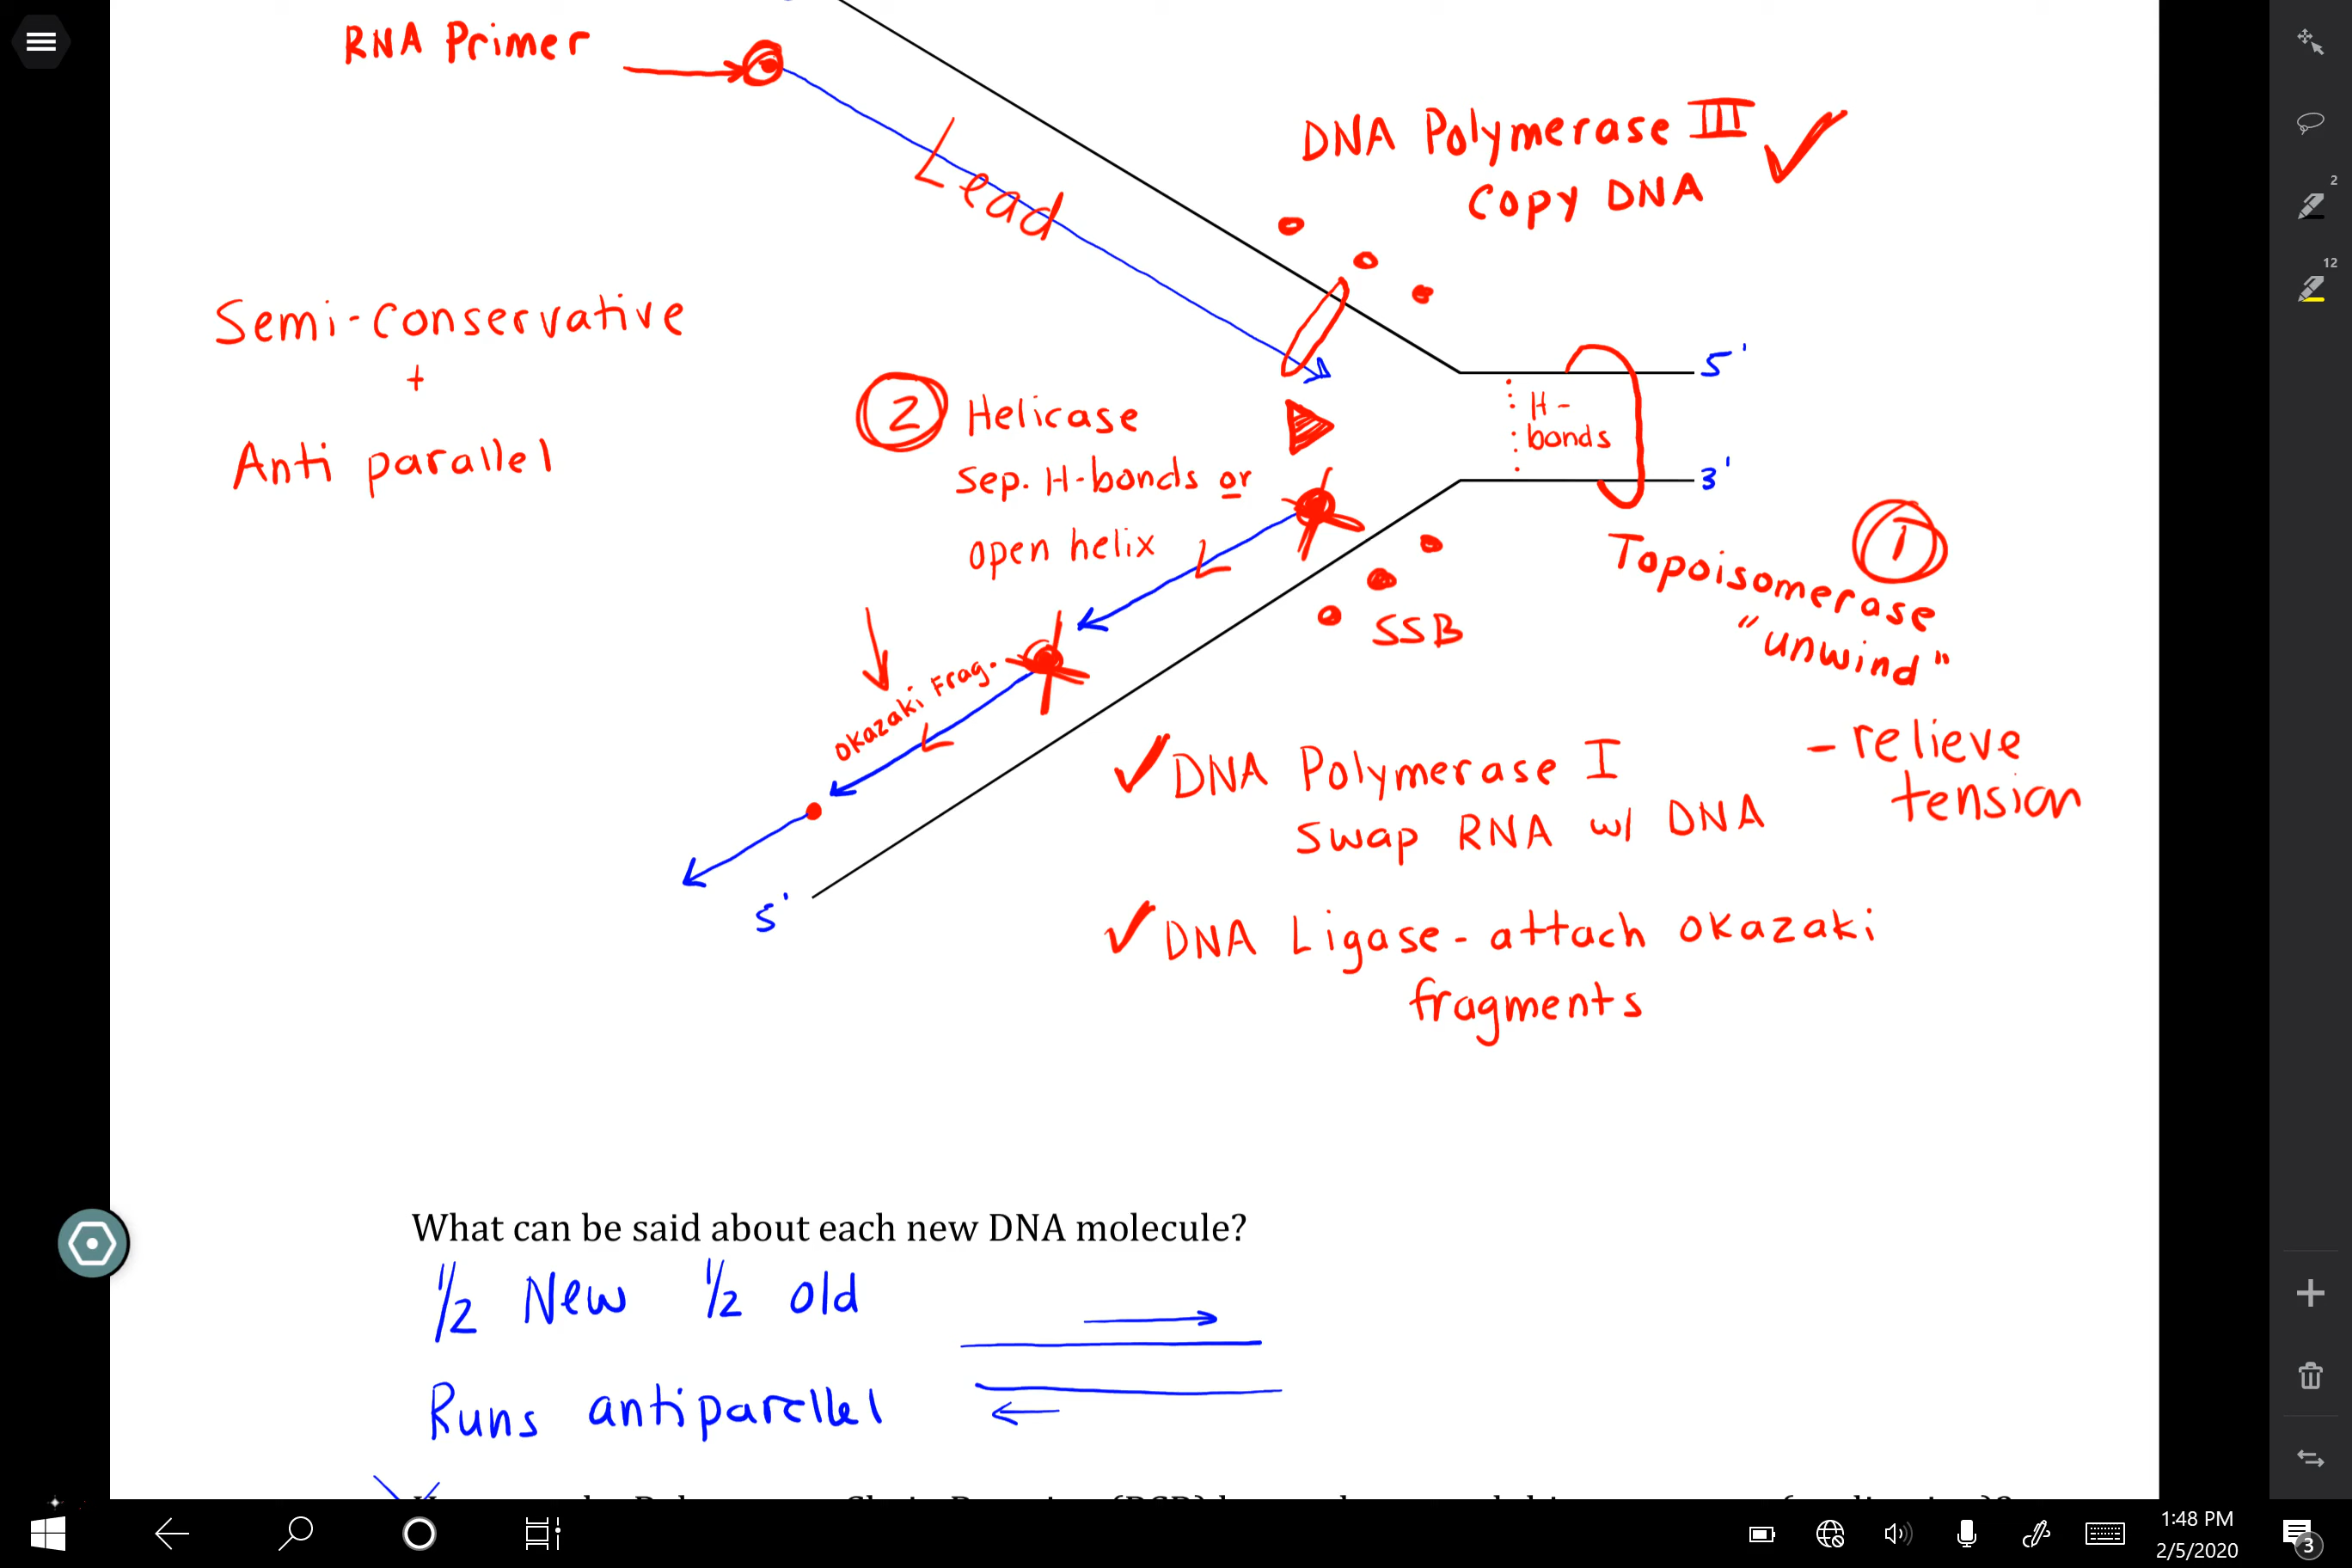 RNA Primer
Lead
DNA Polymerase III
Copy DNA
Semi-conservative
+
Anti parallel
2 Helicase
Sep. H-bonds or
open helix
H-
bonds
5'
3'
1
Topoisomerase
"unwind"
- relieve
tension
SSB
L
Okazaki Frag.
L
DNA Polymerase I
Swap RNA w/ DNA
5'
DNA Ligase - attach okazaki
fragments
What can be said about each new DNA molecule?
1/2 New 1/2 old
Runs antiparallel
2
12
1:48 PM
2/5/2020
3